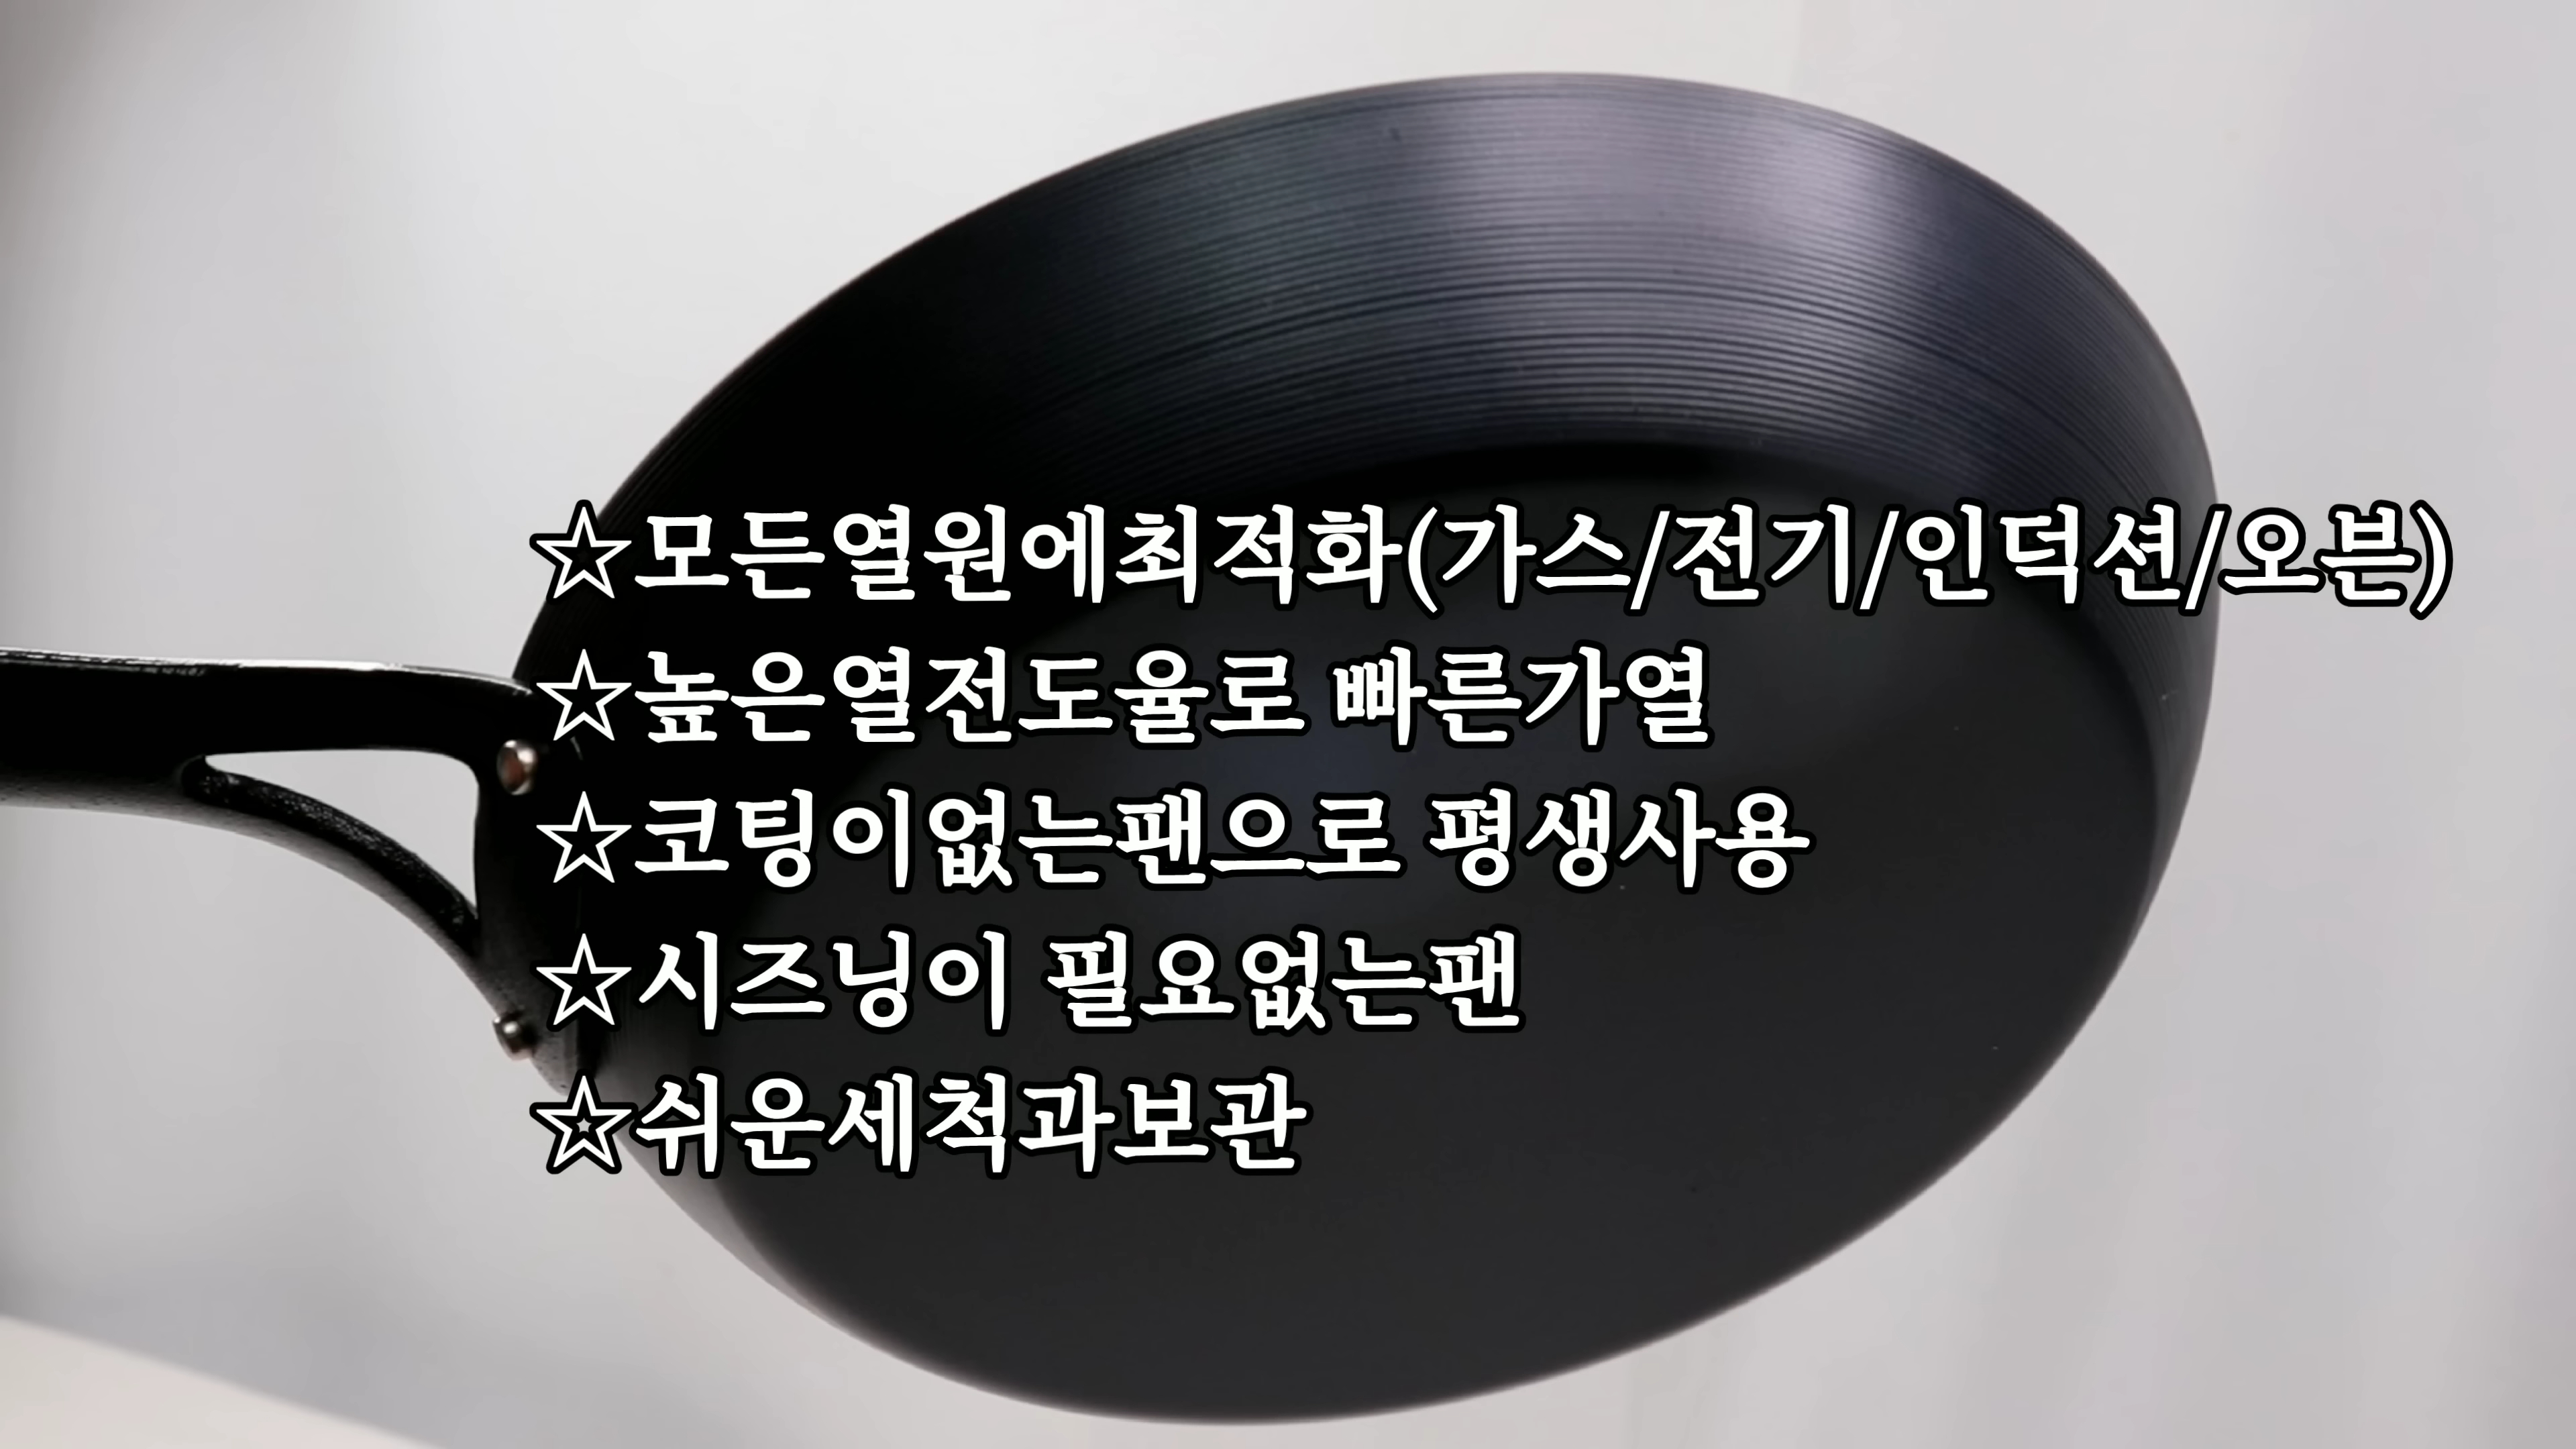 ☆모든열원에최적화(가스/전기/인덕션/오븐)
☆높은열전도율로 빠른가열
☆코팅이없는팬으로 평생사용
☆시즈닝이 필요없는팬
☆쉬운세척과보관